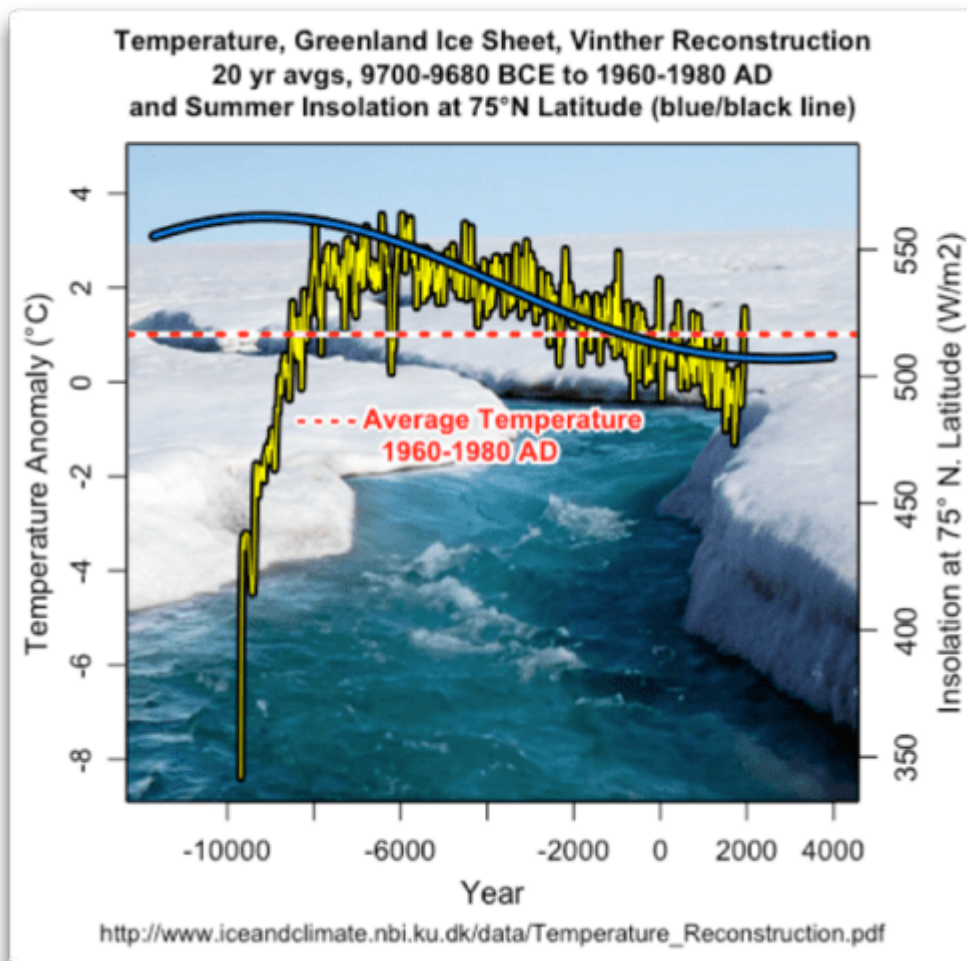 Temperature, Greenland Ice Sheet, Vinther Reconstruction
20 yr avgs, 9700-9680 BCE to 1960-1980 AD
and Summer Insolation at 75°N Latitude (blue/black line)
Temperature Anomaly (°C)
4
2
0
-2
-4
-6
-8
Average Temperature
1960-1980 AD
550
500
450
400
350
Insolation at 75° N. Latitude (W/m2)
-10000 -6000 -2000 0 2000 4000
Year
http://www.iceandclimate.nbi.ku.dk/data/Temperature_Reconstruction.pdf